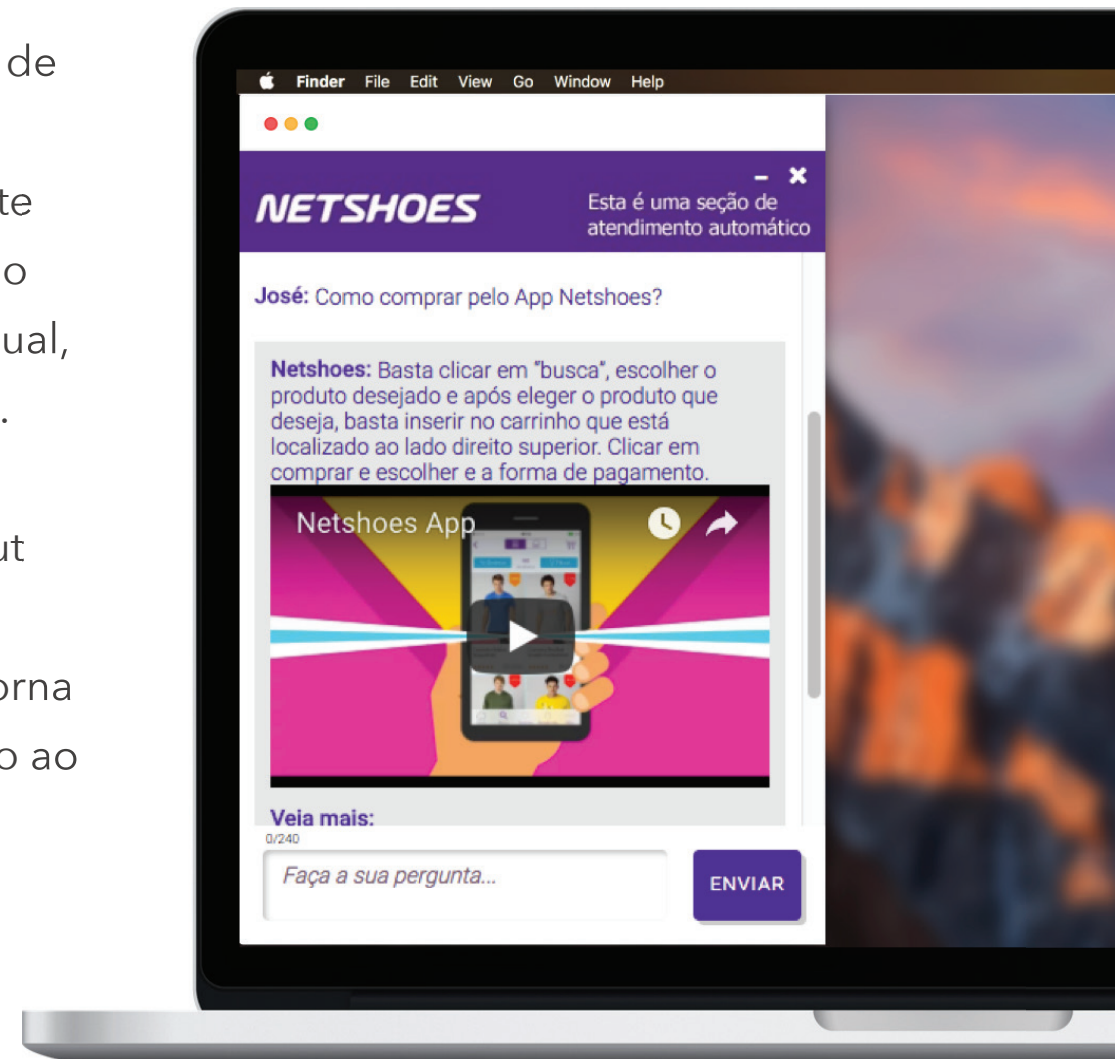 de
te
o
ual,
.
ut
orna
o ao
Finder File Edit View Go Window Help
NETSHOES
Esta é uma seção de
atendimento automático
José: Como comprar pelo App Netshoes?
Netshoes: Basta clicar em "busca", escolher o
produto desejado e após eleger o produto que
deseja, basta inserir no carrinho que está
localizado ao lado direito superior. Clicar em
comprar e escolher e a forma de pagamento.
Netshoes App
Veja mais:
0/240
Faça a sua pergunta...
ENVIAR